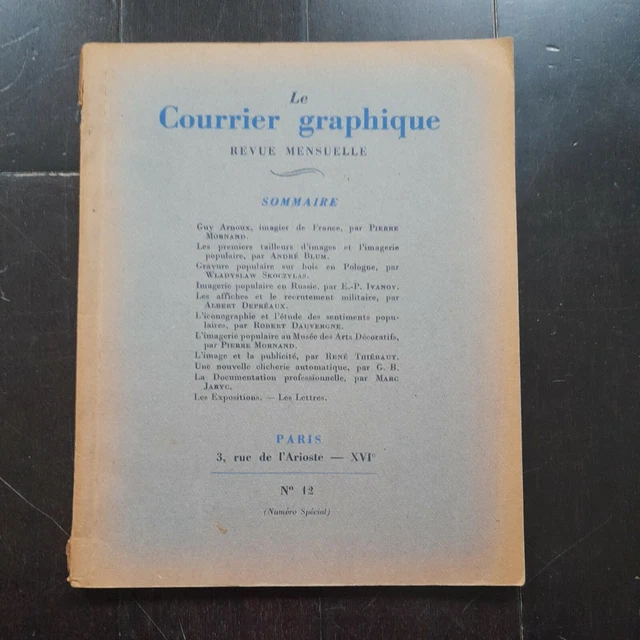 Le
Courrier graphique
REVUE MENSUELLE
SOMMAIRE
Guy Arnoux, imagier de France, par PIERRE
MORNAND.
Les premiers tailleurs d'images et l'imagerie
populaire, par ANDRÉ BLUM.
Gravure populaire sur bois en Pologne, par
WLADYSLAW SKOCZYLAS.
Imagerie populaire en Russie, par E.-P. IVANOV.
Les affiches et le recrutement militaire, par
ALBERT DEPRÉAUX.
L'iconographie et l'étude des sentiments popu-
laires, par ROBERT DAUVERGNE.
L'imagerie populaire au Musée des Arts Décoratifs,
par PIERRE MORNAND.
L'image et la publicité, par RENÉ THIÉBAUT.
Une nouvelle clicherie automatique, par G. B.
La Documentation professionnelle, par MARC
JARYC.
Les Expositions. — Les Lettres.
PARIS
3, rue de l'Arioste — XVIe
No 12
(Numéro Spécial)